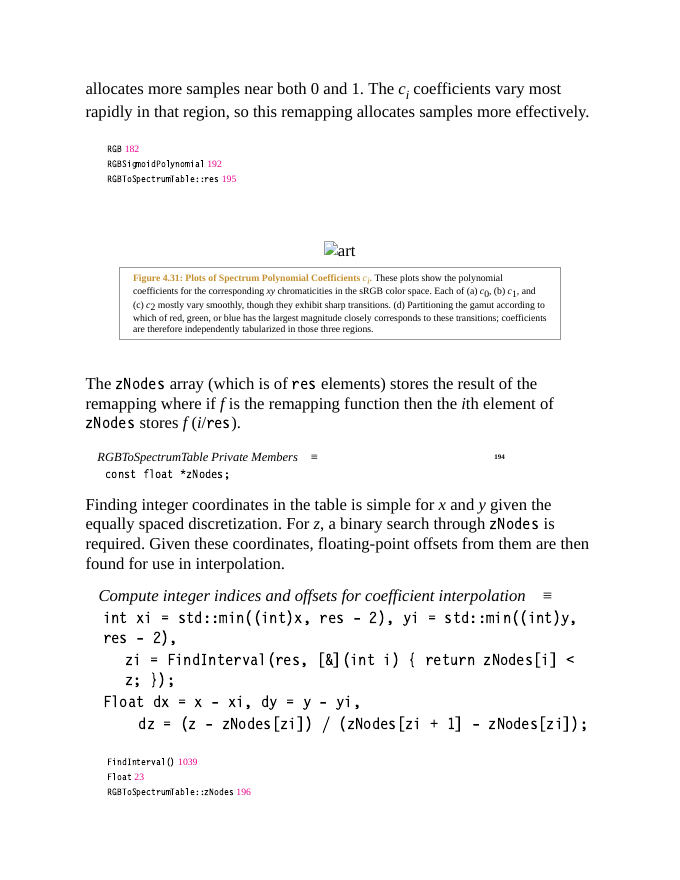 allocates more samples near both 0 and 1. The ci coefficients vary most
rapidly in that region, so this remapping allocates samples more effectively.
RGB 182
RGBSigmoidPolynomial 192
RGBToSpectrumTable::res 195
art
Figure 4.31: Plots of Spectrum Polynomial Coefficients ci. These plots show the polynomial
coefficients for the corresponding xy chromaticities in the sRGB color space. Each of (a) c0, (b) c1, and
(c) c2 mostly vary smoothly, though they exhibit sharp transitions. (d) Partitioning the gamut according to
which of red, green, or blue has the largest magnitude closely corresponds to these transitions; coefficients
are therefore independently tabularized in those three regions.
The zNodes array (which is of res elements) stores the result of the
remapping where if f is the remapping function then the ith element of
zNodes stores f (i/res).
RGBToSpectrumTable Private Members ≡ 194
const float *zNodes;
Finding integer coordinates in the table is simple for x and y given the
equally spaced discretization. For z, a binary search through zNodes is
required. Given these coordinates, floating-point offsets from them are then
found for use in interpolation.
Compute integer indices and offsets for coefficient interpolation ≡
int xi = std::min((int)x, res - 2), yi = std::min((int)y,
res - 2),
zi = FindInterval(res, [&](int i) { return zNodes[i] <
z; });
Float dx = x - xi, dy = y - yi,
dz = (z - zNodes[zi]) / (zNodes[zi + 1] - zNodes[zi]);
FindInterval() 1039
Float 23
RGBToSpectrumTable::zNodes 196